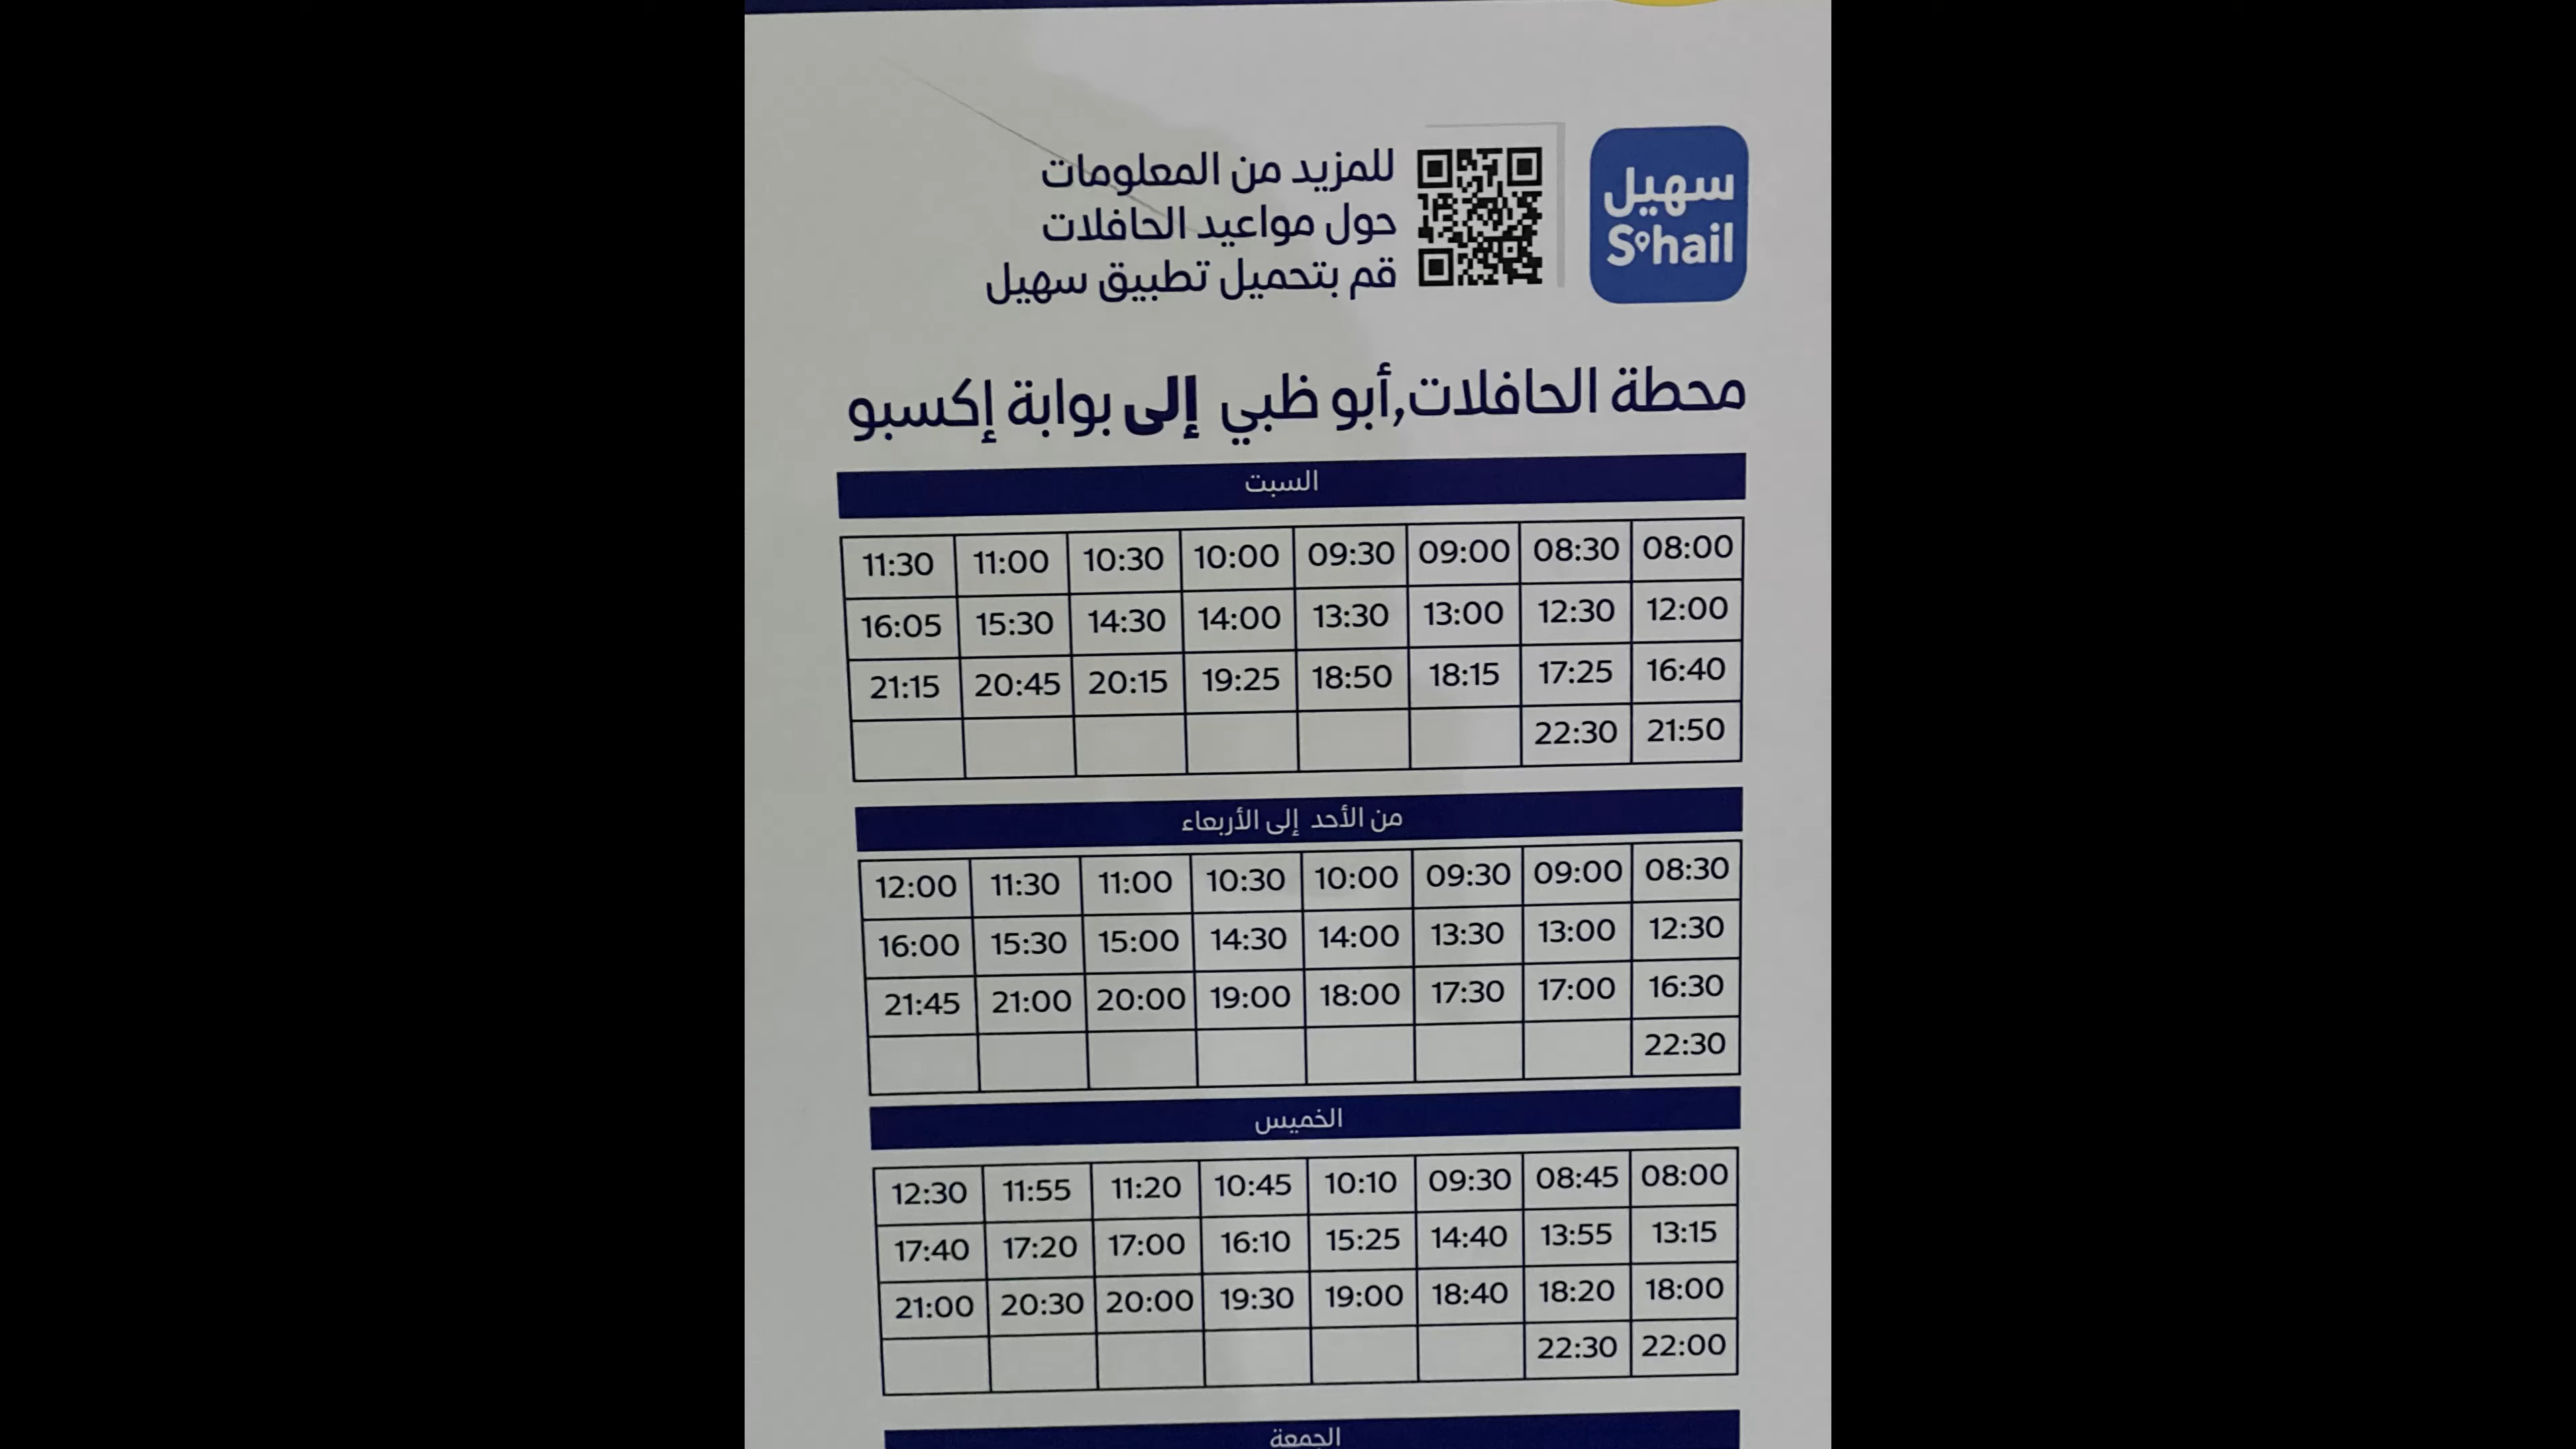 سهيل
S•hail
للمزيد من المعلومات
حول مواعيد الحافلات
قم بتحميل تطبيق سهيل
محطة الحافلات,أبو ظبي إلى بوابة إكسبو
السبت
08:00 08:30 09:00 09:30 10:00 10:30 11:00 11:30
12:00 12:30 13:00 13:30 14:00 14:30 15:30 16:05
16:40 17:25 18:15 18:50 19:25 20:15 20:45 21:15
21:50 22:30
من الأحد إلى الأربعاء
08:30 09:00 09:30 10:00 10:30 11:00 11:30 12:00
12:30 13:00 13:30 14:00 14:30 15:00 15:30 16:00
16:30 17:00 17:30 18:00 19:00 20:00 21:00 21:45
22:30
الخميس
08:00 08:45 09:30 10:10 10:45 11:20 11:55 12:30
13:15 13:55 14:40 15:25 16:10 17:00 17:20 17:40
18:00 18:20 18:40 19:00 19:30 20:00 20:30 21:00
22:00 22:30
الجمعة